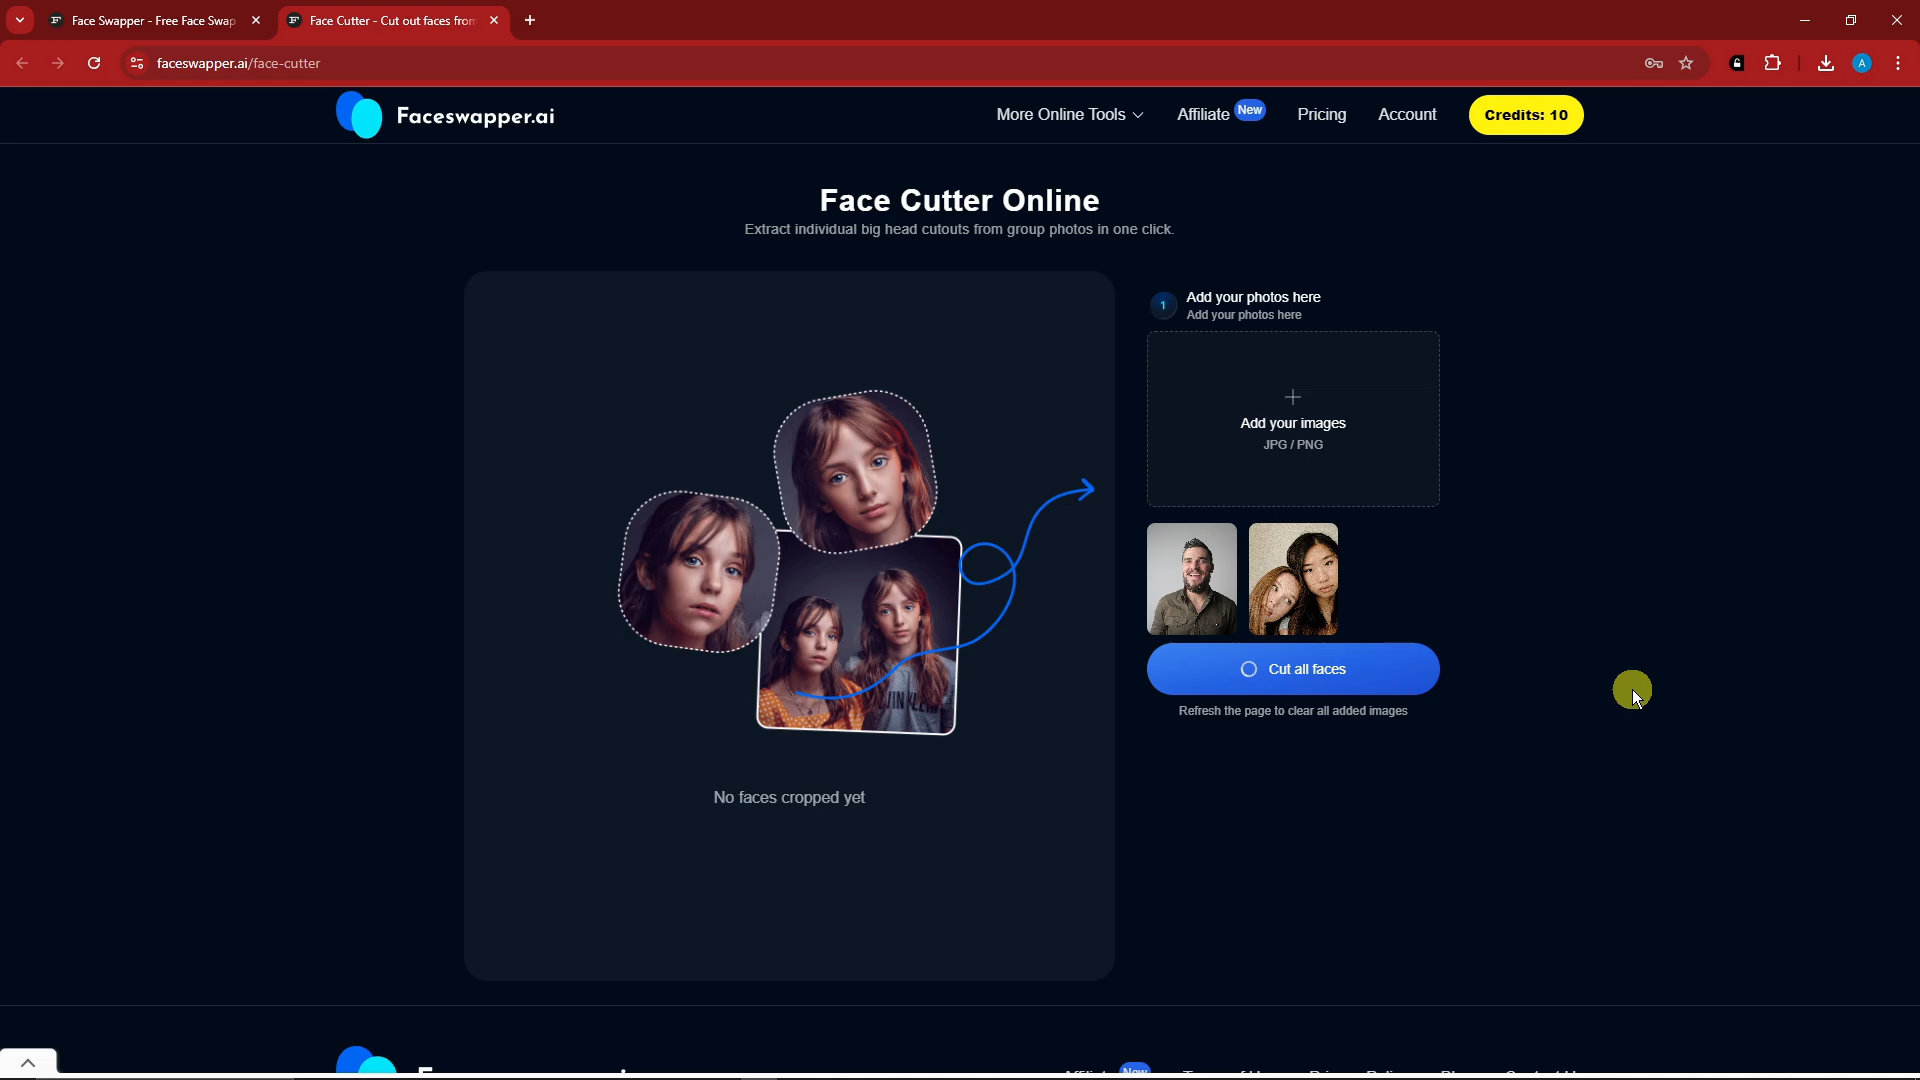 Face Swapper - Free Face Swap
Face Cutter - Cut out faces from
faceswapper.ai/face-cutter
A
Faceswapper.ai
More Online Tools
Affiliate New
Pricing
Account
Credits: 10
Face Cutter Online
Extract individual big head cutouts from group photos in one click.
1
Add your photos here
Add your photos here
Add your images
JPG / PNG
Cut all faces
Refresh the page to clear all added images
No faces cropped yet
New